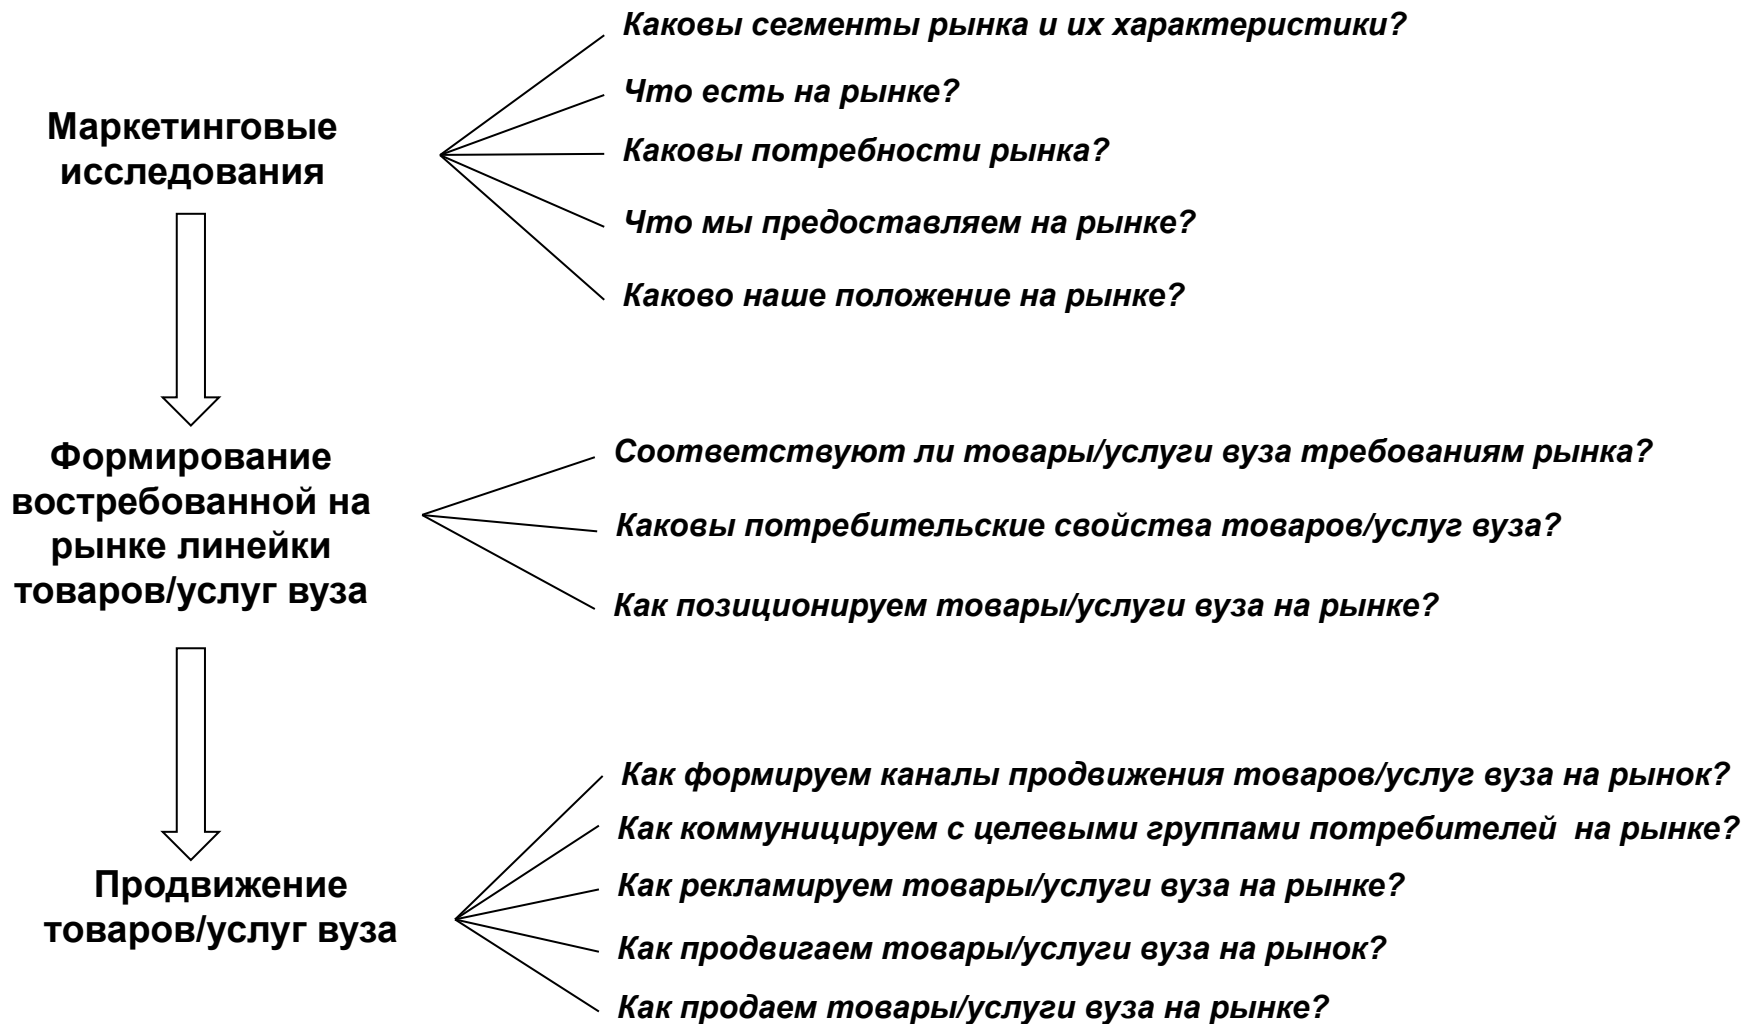 Каковы сегменты рынка и их характеристики?
Что есть на рынке?
Маркетинговые
исследования
Каковы потребности рынка?
Что мы предоставляем на рынке?
Каково наше положение на рынке?
Формирование
востребованной на
рынке линейки
товаров/услуг вуза
Соответствуют ли товары/услуги вуза требованиям рынка?
Каковы потребительские свойства товаров/услуг вуза?
Как позиционируем товары/услуги вуза на рынке?
Продвижение
товаров/услуг вуза
Как формируем каналы продвижения товаров/услуг вуза на рынок?
Как коммуницируем с целевыми группами потребителей на рынке?
Как рекламируем товары/услуги вуза на рынке?
Как продвигаем товары/услуги вуза на рынок?
Как продаем товары/услуги вуза на рынке?